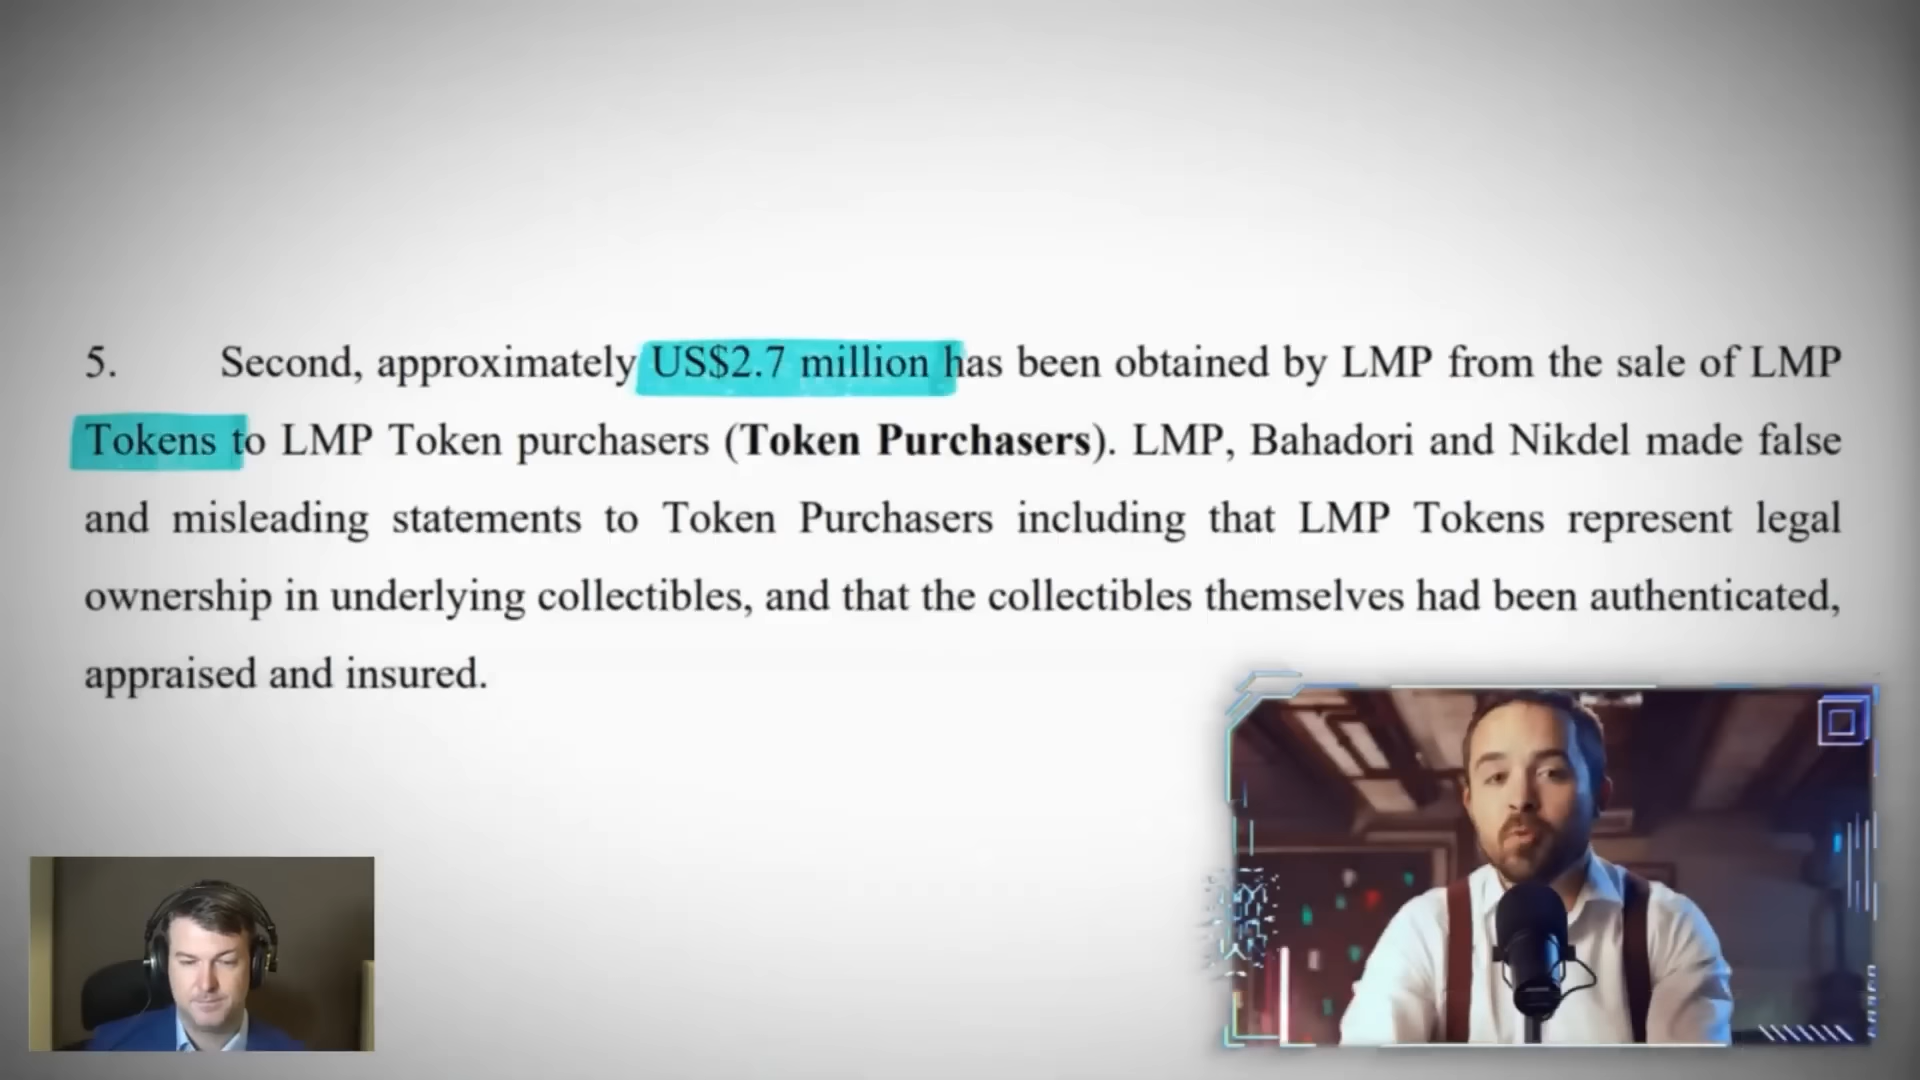 5. Second, approximately US$2.7 million has been obtained by LMP from the sale of LMP
Tokens to LMP Token purchasers (Token Purchasers). LMP, Bahadori and Nikdel made false
and misleading statements to Token Purchasers including that LMP Tokens represent legal
ownership in underlying collectibles, and that the collectibles themselves had been authenticated,
appraised and insured.